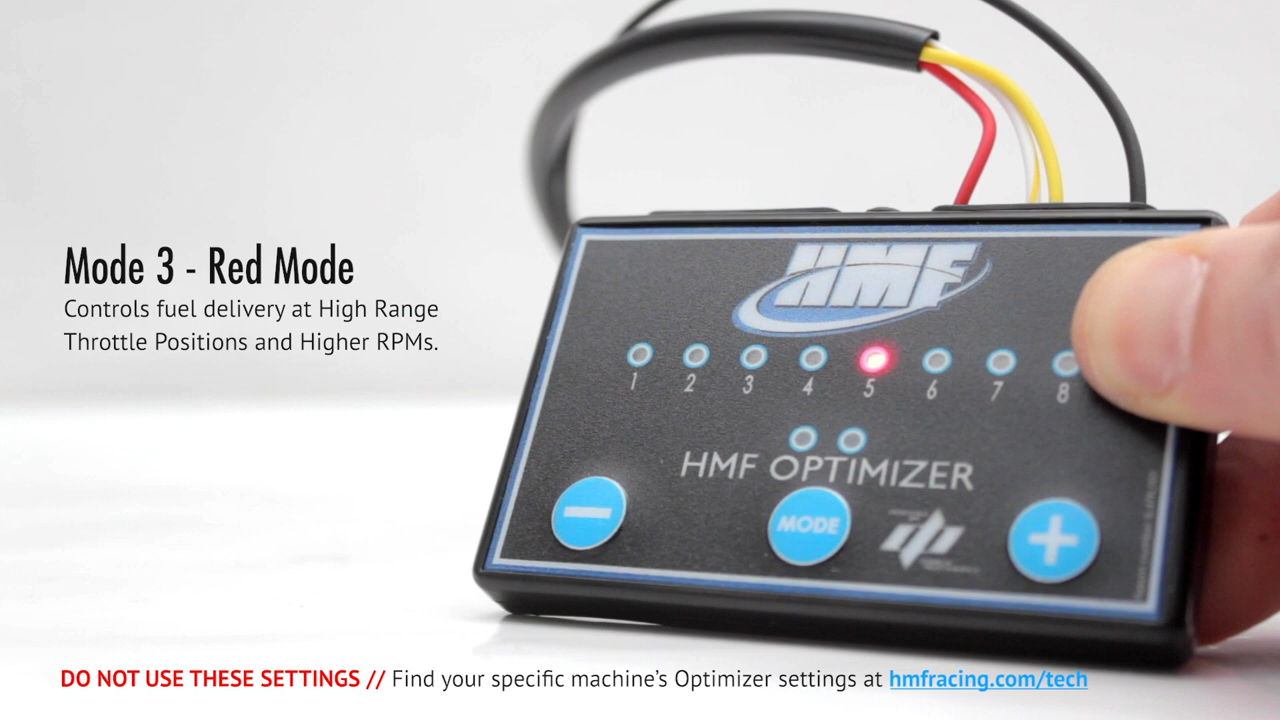 Mode 3 - Red Mode
Controls fuel delivery at High Range
Throttle Positions and Higher RPMs.
HMF
1 2 3 4 5 6 7 8
HMF OPTIMIZER
MODE
DO NOT USE THESE SETTINGS // Find your specific machine's Optimizer settings at hmfracing.com/tech